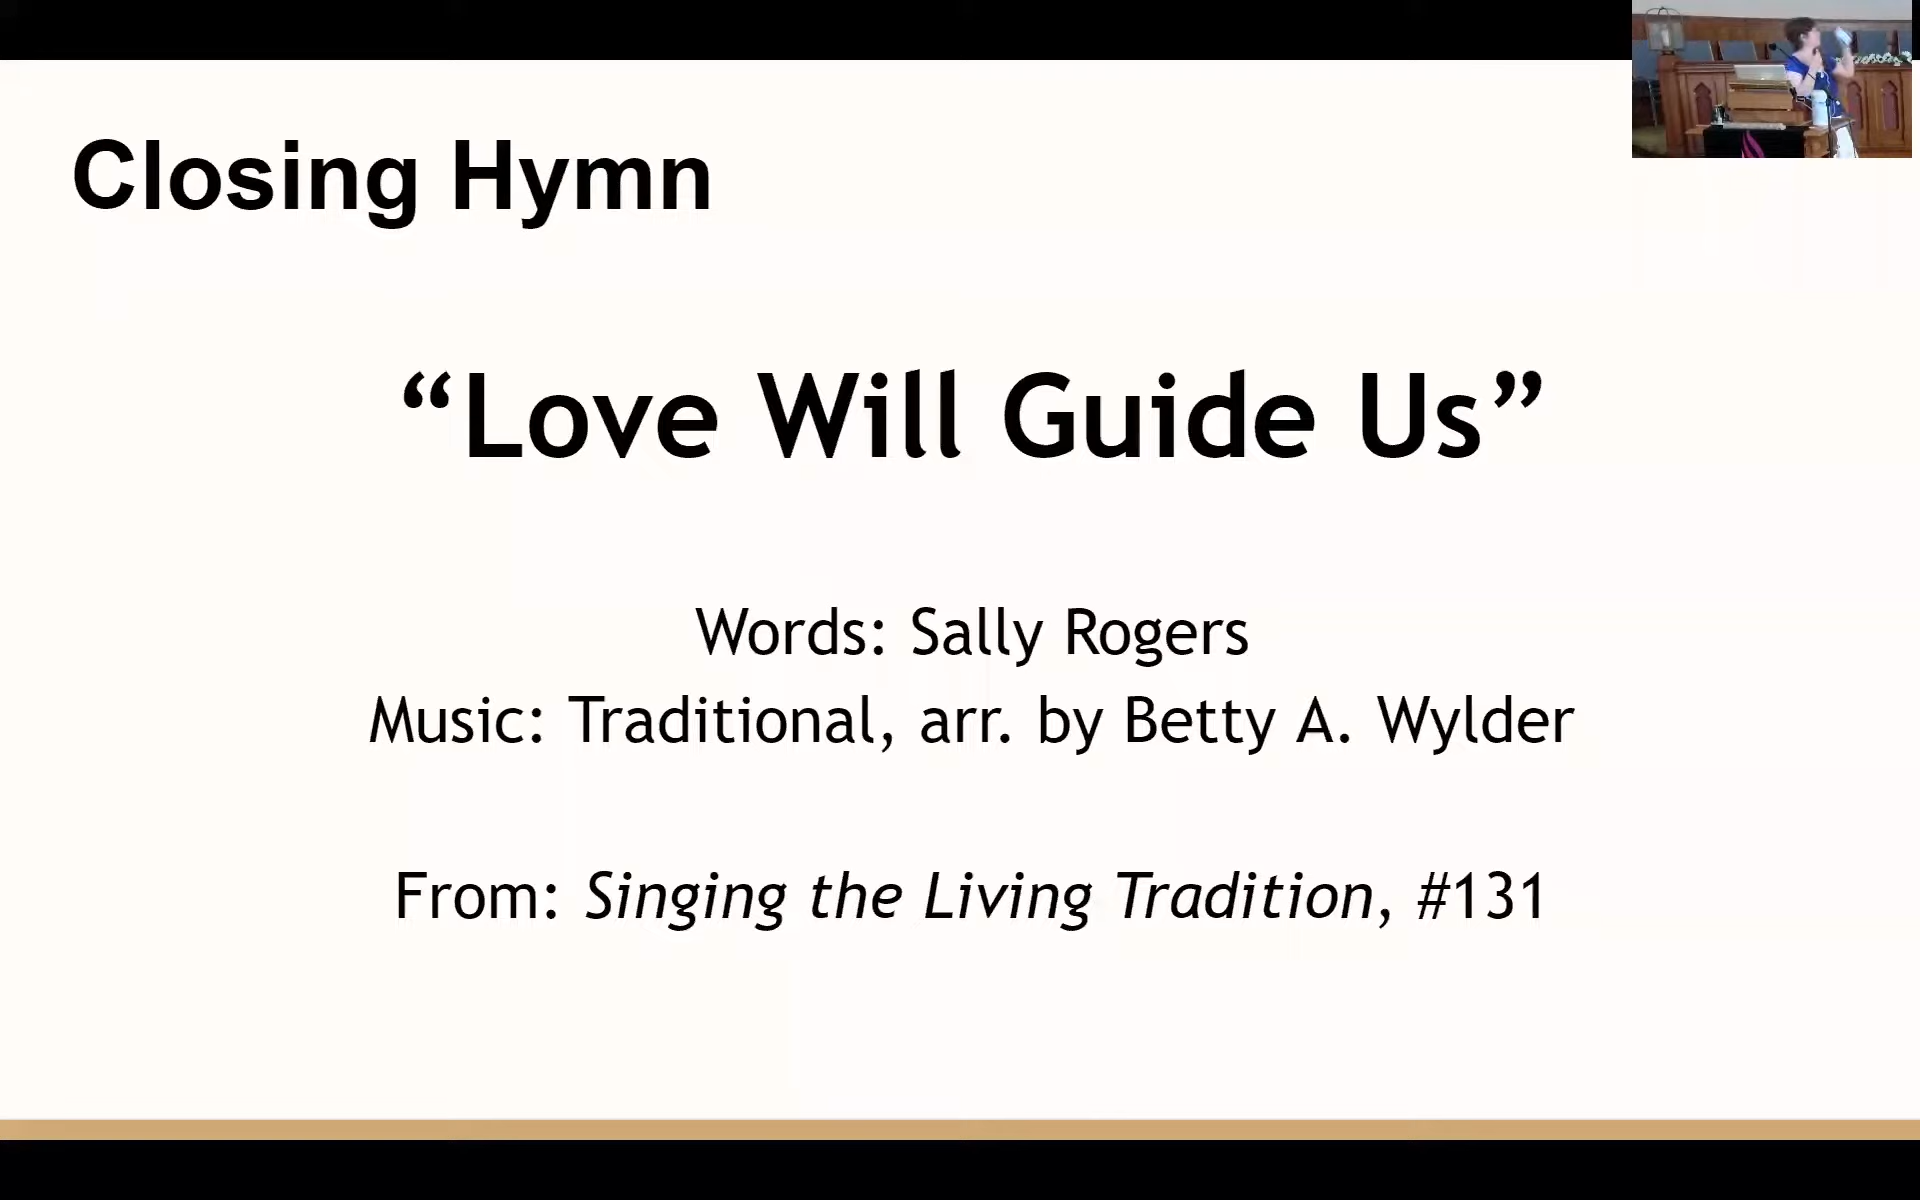 Closing Hymn
“Love Will Guide Us”
Words: Sally Rogers
Music: Traditional, arr. by Betty A. Wylder
From: Singing the Living Tradition, #131